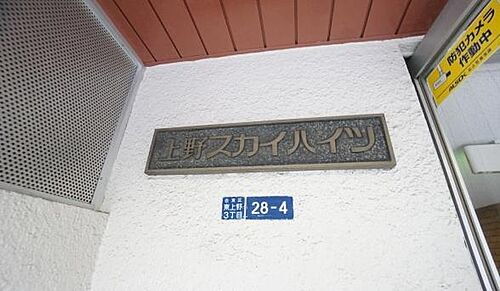 防犯カメラ
作動中
ALSOK
上野スカイハイツ
台東区
東上野
3丁目
28-4